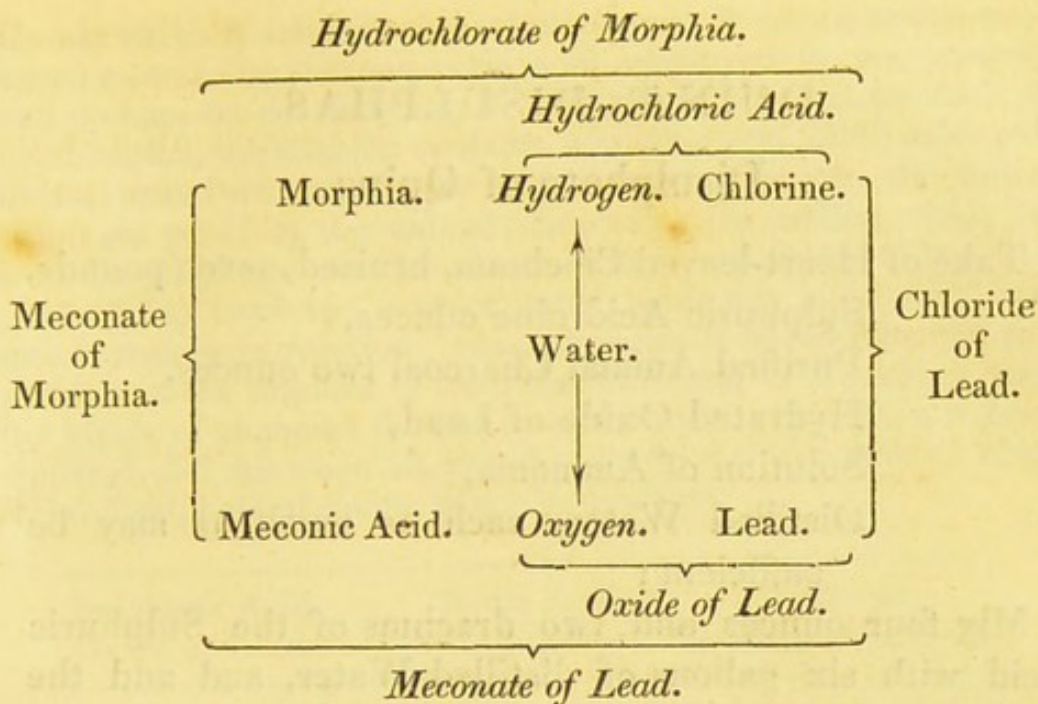 Hydrochlorate of Morphia.
Hydrochloric Acid.
Morphia. Hydrogen. Chlorine.
Meconate
of
Morphia.
Water.
Chloride
of
Lead.
Meconic Acid. Oxygen. Lead.
Oxide of Lead.
Meconate of Lead.